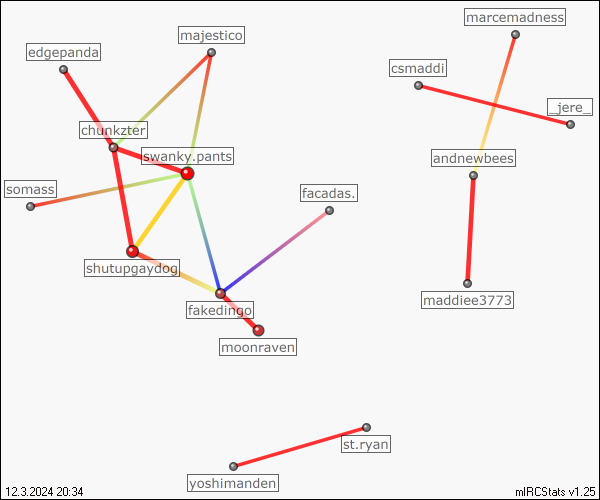 marcemadness
majestico
edgepanda
csmaddi
_jere_
chunkzter
swanky.pants
andnewbees
somass
facadas.
shutupgaydog
maddiee3773
fakedingo
moonraven
st.ryan
yoshimanden
12.3.2024 20:34
mIRCStats v1.25